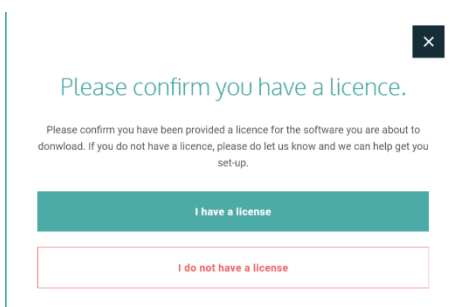 Please confirm you have a licence.
Please confirm you have been provided a licence for the software you are about to
donwload. If you do not have a licence, please do let us know and we can help get you
set-up.
I have a license
I do not have a license